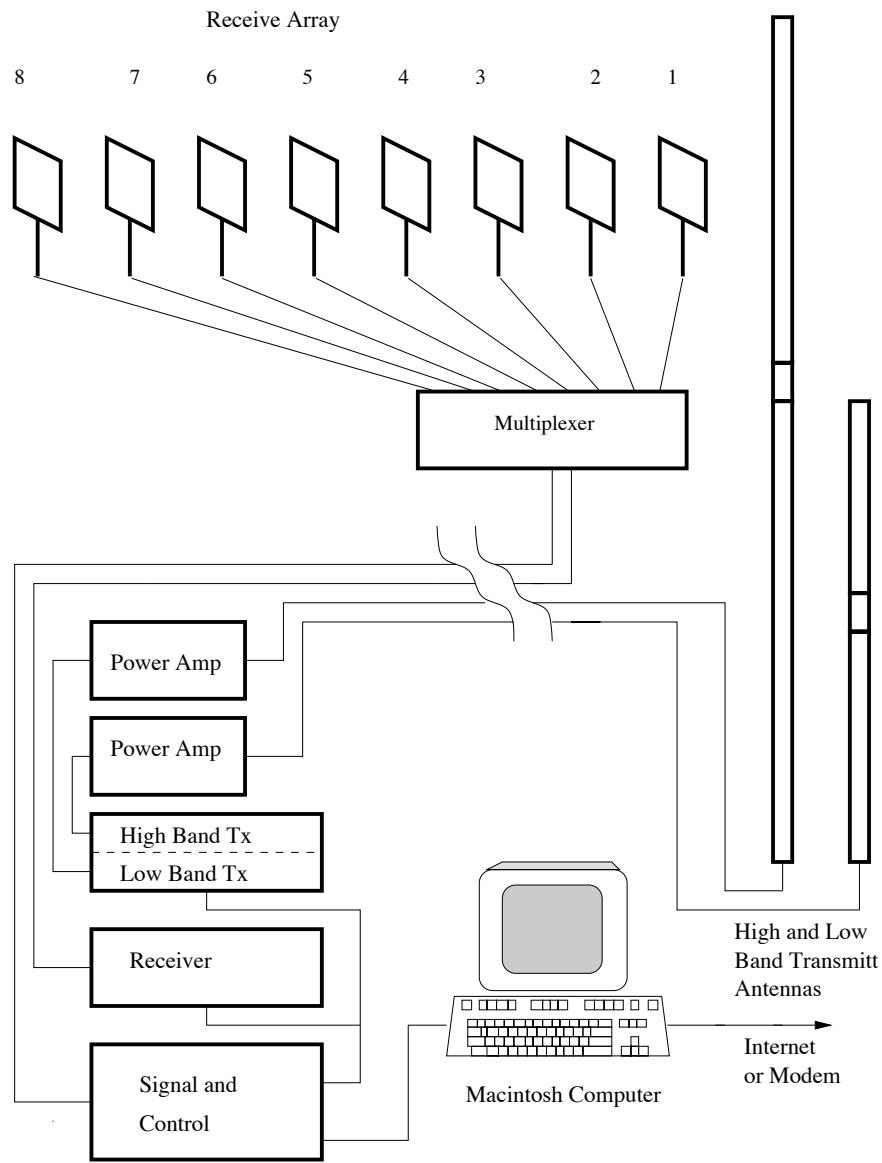 Receive Array
8 7 6 5 4 3 2 1
Multiplexer
Power Amp
Power Amp
High Band Tx
Low Band Tx
Receiver
Signal and
Control
Macintosh Computer
High and Low
Band Transmitt
Antennas
Internet
or Modem